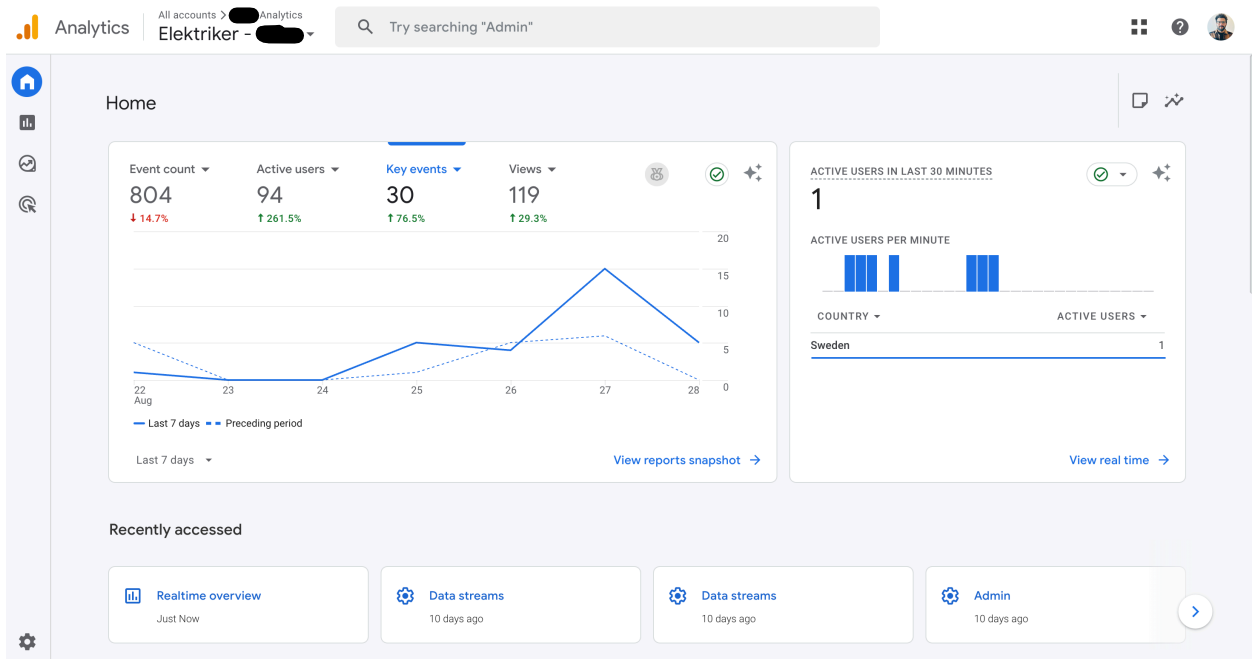 Analytics
All accounts > Analytics
Elektriker -
Try searching "Admin"
Home
Event count
804
14.7%
Active users
94
261.5%
Key events
30
76.5%
Views
119
29.3%
20
15
10
5
0
22
Aug
23
24
25
26
27
28
Last 7 days
Preceding period
Last 7 days
View reports snapshot
ACTIVE USERS IN LAST 30 MINUTES
1
ACTIVE USERS PER MINUTE
COUNTRY
ACTIVE USERS
Sweden
1
View real time
Recently accessed
Realtime overview
Just Now
Data streams
10 days ago
Data streams
10 days ago
Admin
10 days ago